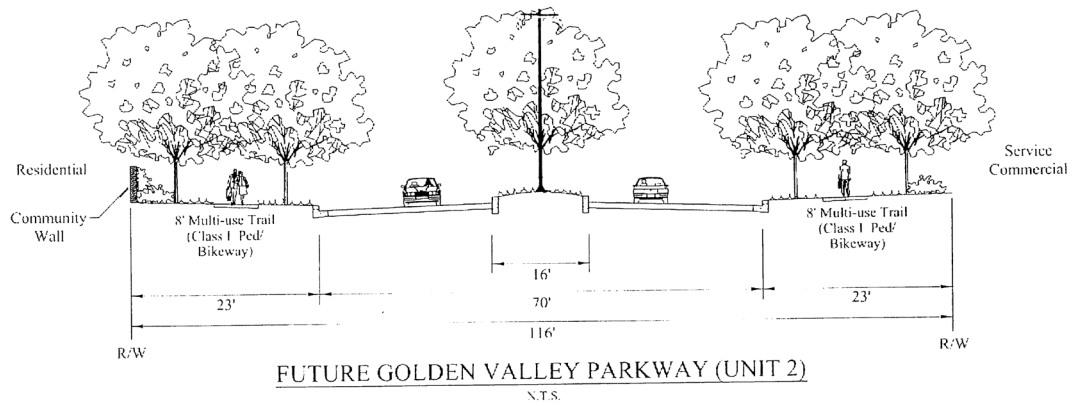 Residential
Community
Wall
Service
Commercial
8' Multi-use Trail
(Class I Ped/
Bikeway)
8' Multi-use Trail
(Class I Ped/
Bikeway)
16'
23'
70'
23'
116'
R/W
R/W
FUTURE GOLDEN VALLEY PARKWAY (UNIT 2)
N.T.S.